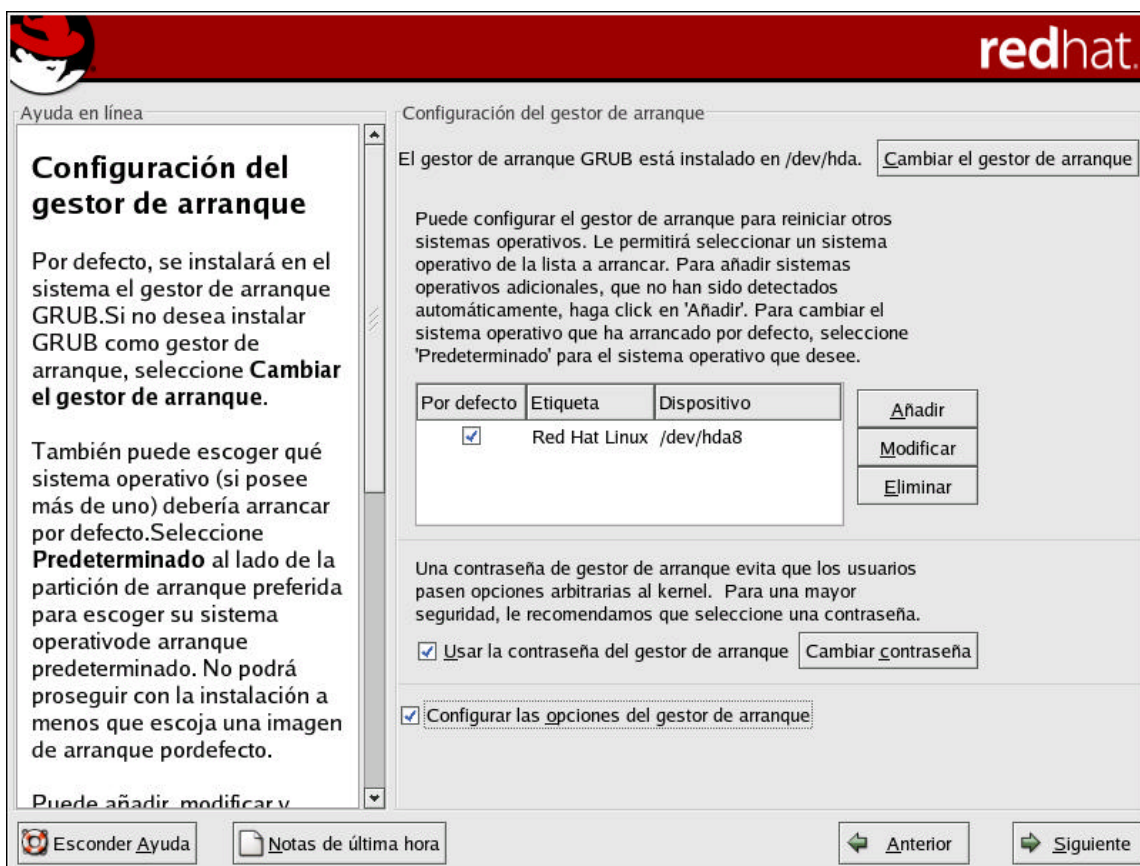 redhat.
Ayuda en línea
Configuración del
gestor de arranque
Por defecto, se instalará en el
sistema el gestor de arranque
GRUB.Si no desea instalar
GRUB como gestor de
arranque, seleccione Cambiar
el gestor de arranque.
También puede escoger qué
sistema operativo (si posee
más de uno) debería arrancar
por defecto.Seleccione
Predeterminado al lado de la
partición de arranque preferida
para escoger su sistema
operativode arranque
predeterminado. No podrá
proseguir con la instalación a
menos que escoja una imagen
de arranque pordefecto.
Puede añadir, modificar y
Configuración del gestor de arranque
El gestor de arranque GRUB está instalado en /dev/hda.
Cambiar el gestor de arranque
Puede configurar el gestor de arranque para reiniciar otros
sistemas operativos. Le permitirá seleccionar un sistema
operativo de la lista a arrancar. Para añadir sistemas
operativos adicionales, que no han sido detectados
automáticamente, haga click en 'Añadir'. Para cambiar el
sistema operativo que ha arrancado por defecto, seleccione
'Predeterminado' para el sistema operativo que desee.
Por defecto Etiqueta Dispositivo
Red Hat Linux /dev/hda8
Añadir
Modificar
Eliminar
Una contraseña de gestor de arranque evita que los usuarios
pasen opciones arbitrarias al kernel. Para una mayor
seguridad, le recomendamos que seleccione una contraseña.
Usar la contraseña del gestor de arranque
Cambiar contraseña
Configurar las opciones del gestor de arranque
Esconder Ayuda
Notas de última hora
Anterior
Siguiente